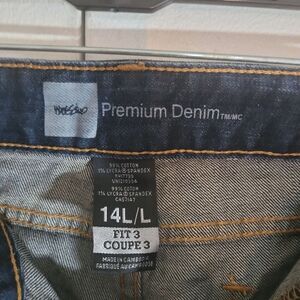 Mossimo
Premium Denim TM/MC
99% COTTON
1% LYCRA® SPANDEX
99% COTON
1% LYCRA® SPANDEX
14L/L
FIT 3
COUPE 3
MADE IN CAMBODIA
FABRIQUÉ AU CAMBODGE